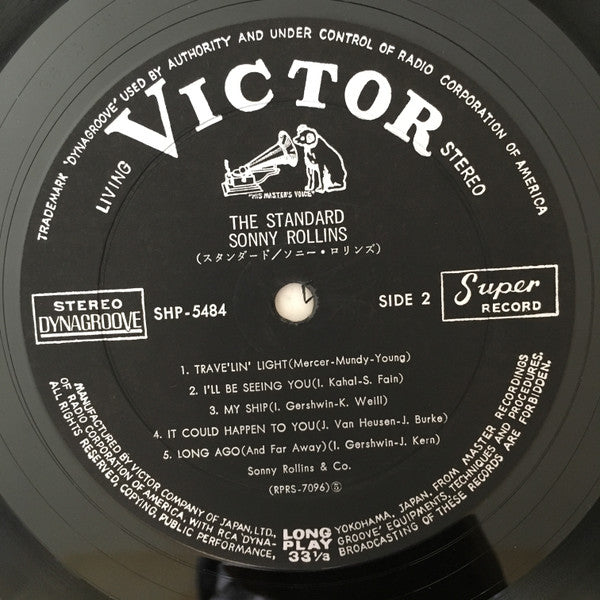 TRADEMARK 'DYNAGROOVE' USED BY AUTHORITY AND UNDER CONTROL OF RADIO CORPORATION OF AMERICA
LIVING VICTOR STEREO
"HIS MASTER'S VOICE"
THE STANDARD
SONNY ROLLINS
(スタンダード/ソニー・ロリンズ)
STEREO
DYNAGROOVE
SHP-5484
SIDE 2
Super
RECORD
1. TRAVE'LIN' LIGHT(Mercer-Mundy-Young)
2. I'LL BE SEEING YOU(I. Kahal-S. Fain)
3. MY SHIP(I. Gershwin-K. Weill)
4. IT COULD HAPPEN TO YOU(J. Van Heusen-J. Burke)
5. LONG AGO(And Far Away)(I. Gershwin-J. Kern)
Sonny Rollins & Co.
(RPRS-7096)Ⓢ
MANUFACTURED BY VICTOR COMPANY OF JAPAN, LTD., YOKOHAMA, JAPAN, FROM MASTER RECORDINGS
OF RADIO CORPORATION OF AMERICA, WITH RCA 'DYNAGROOVE' EQUIPMENTS, TECHNIQUES AND PROCEDURES.
ALL RIGHTS RESERVED, COPYING, PUBLIC PERFORMANCE, BROADCASTING OF THESE RECORDS ARE FORBIDDEN.
LONG
PLAY
33⅓